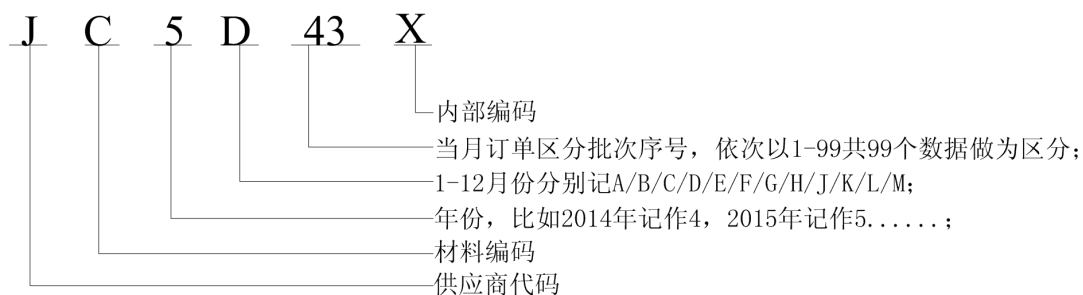 J C 5 D 43 X
内部编码
当月订单区分批次序号，依次以1-99共99个数据做为区分；
1-12月份分别记A/B/C/D/E/F/G/H/J/K/L/M；
年份，比如2014年记作4，2015年记作5......；
材料编码
供应商代码